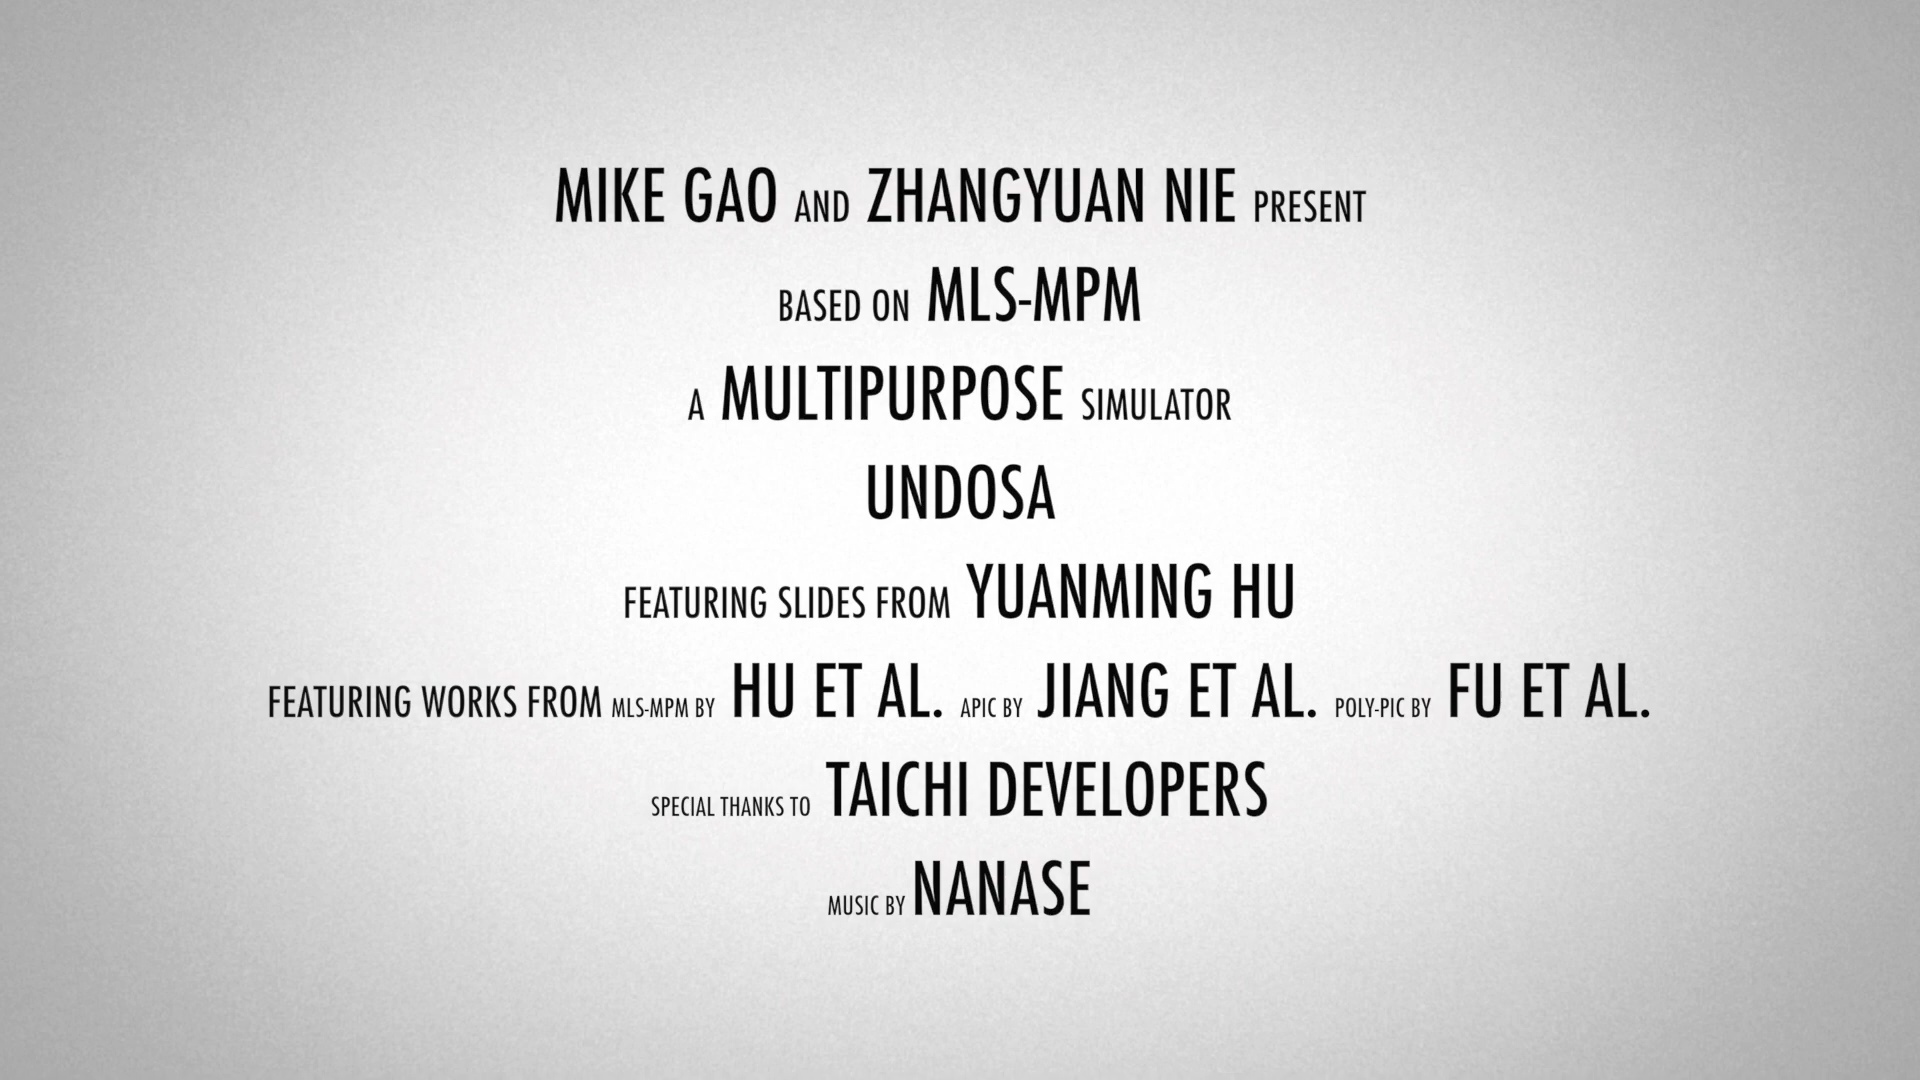 MIKE GAO AND ZHANGYUAN NIE PRESENT
BASED ON MLS-MPM
A MULTIPURPOSE SIMULATOR
UNDOSA
FEATURING SLIDES FROM YUANMING HU
FEATURING WORKS FROM MLS-MPM BY HU ET AL. APIC BY JIANG ET AL. POLY-PIC BY FU ET AL.
SPECIAL THANKS TO TAICHI DEVELOPERS
MUSIC BY NANASE